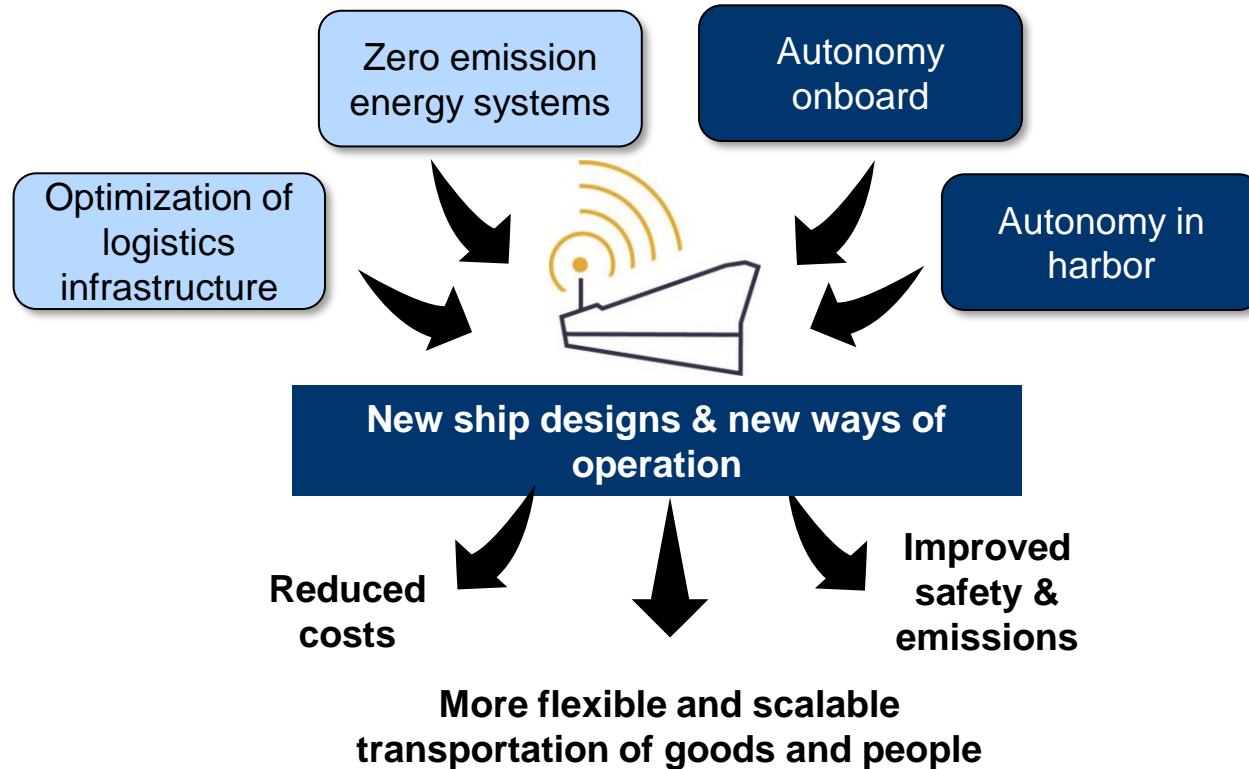 Zero emission
energy systems
Autonomy
onboard
Optimization of
logistics
infrastructure
Autonomy in
harbor
New ship designs & new ways of
operation
Reduced
costs
Improved
safety &
emissions
More flexible and scalable
transportation of goods and people